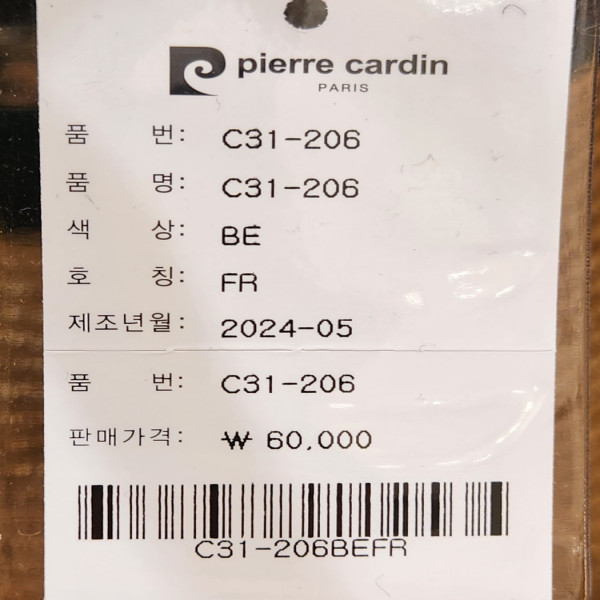 pierre cardin
PARIS
품 번: C31-206
품 명: C31-206
색 상: BE
호 칭: FR
제조년월: 2024-05
품 번: C31-206
판매가격: ₩ 60,000
C31-206BEFR